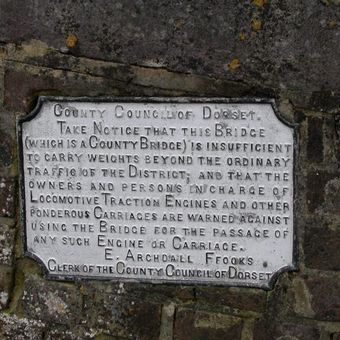 COUNTY COUNCIL OF DORSET.
TAKE NOTICE THAT THIS BRIDGE
(WHICH IS A COUNTY BRIDGE) IS INSUFFICIENT
TO CARRY WEIGHTS BEYOND THE ORDINARY
TRAFFIC OF THE DISTRICT; AND THAT THE
OWNERS AND PERSONS IN CHARGE OF
LOCOMOTIVE TRACTION ENGINES AND OTHER
PONDEROUS CARRIAGES ARE WARNED AGAINST
USING THE BRIDGE FOR THE PASSAGE OF
ANY SUCH ENGINE OR CARRIAGE.
E. ARCHDALL FFOOKS
CLERK OF THE COUNTY COUNCIL OF DORSET